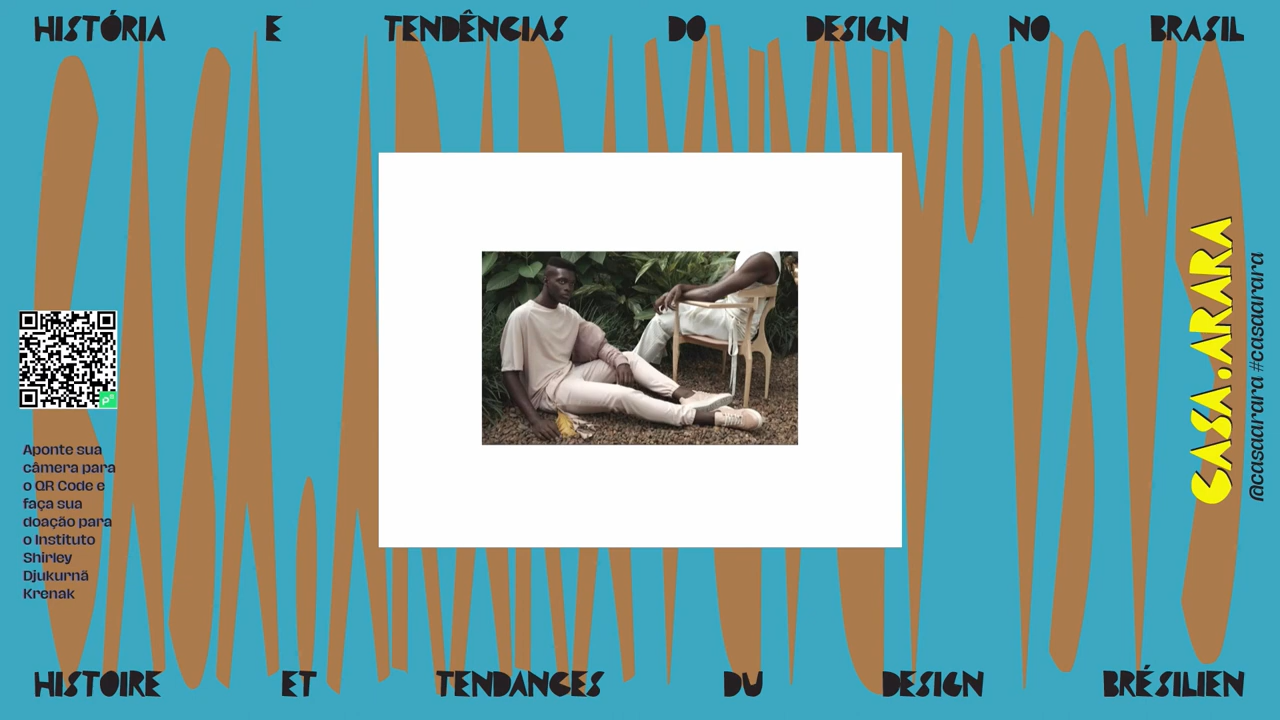 HISTÓRIA E TENDÊNCIAS DO DESIGN NO BRASIL
Aponte sua
câmera para
o QR Code e
faça sua
doação para
o Instituto
Shirley
Djukurnã
Krenak
CASA.ARARA
@casaarara #casaarara
HISTOIRE ET TENDANCES DU DESIGN BRÉSILIEN